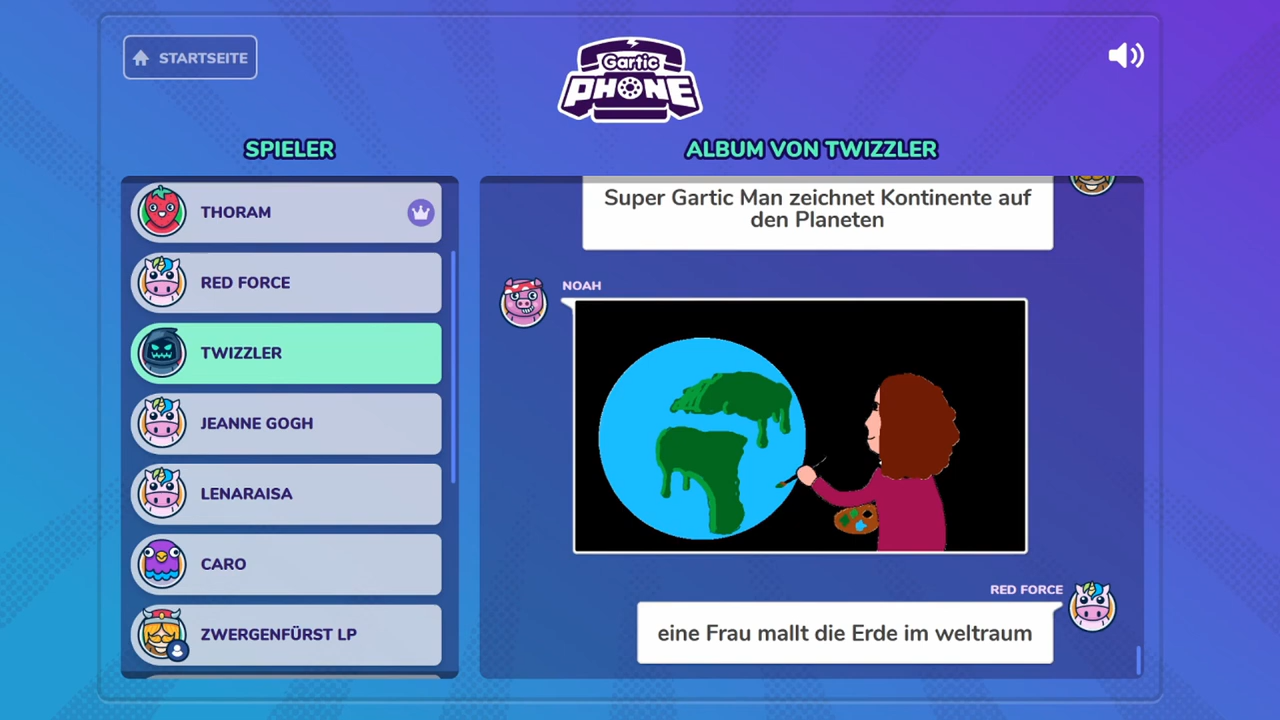 STARTSEITE
Gartic
PHONE
SPIELER
ALBUM VON TWIZZLER
THORAM
RED FORCE
TWIZZLER
JEANNE GOGH
LENARAISA
CARO
ZWERGENFÜRST LP
Super Gartic Man zeichnet Kontinente auf
den Planeten
NOAH
RED FORCE
eine Frau mallt die Erde im weltraum